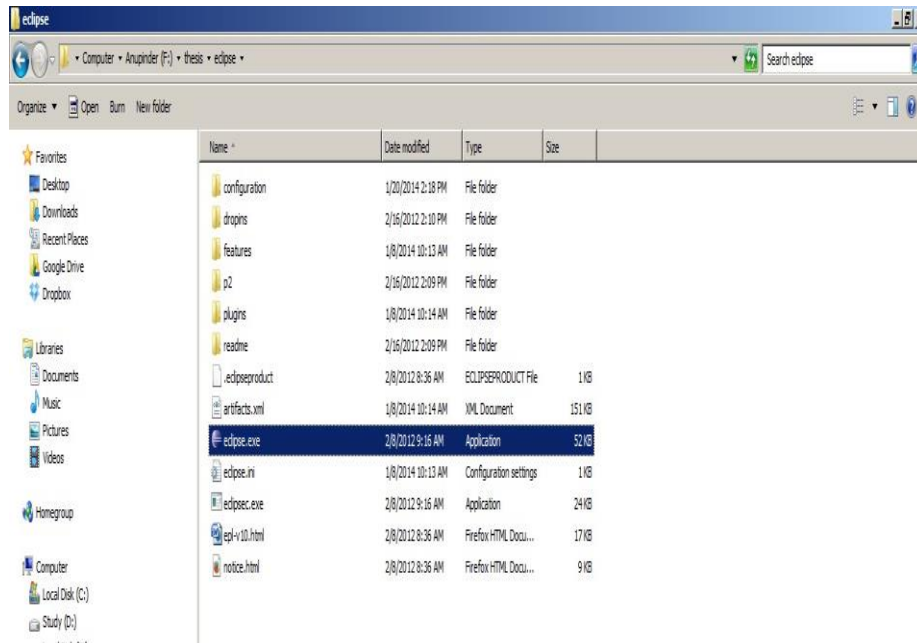 eclipse
Computer Anupinder (F:) thesis eclipse
Search eclipse
Organize Open Burn New folder
Name Date modified Type Size
Favorites
Desktop
Downloads
Recent Places
Google Drive
Dropbox
Libraries
Documents
Music
Pictures
Videos
Homegroup
Computer
Local Disk (C:)
Study (D:)
configuration 1/20/2014 2:18 PM File folder
dropins 2/16/2012 2:10 PM File folder
features 1/8/2014 10:13 AM File folder
p2 2/16/2012 2:09 PM File folder
plugins 1/8/2014 10:14 AM File folder
readme 2/16/2012 2:09 PM File folder
.eclipseproduct 2/8/2012 8:36 AM ECLIPSEPRODUCT File 1 KB
artifacts.xml 1/8/2014 10:14 AM XML Document 151 KB
eclipse.exe 2/8/2012 9:16 AM Application 52 KB
eclipse.ini 1/8/2014 10:13 AM Configuration settings 1 KB
eclipsec.exe 2/8/2012 9:16 AM Application 24 KB
epl-v10.html 2/8/2012 8:36 AM Firefox HTML Docu... 17 KB
notice.html 2/8/2012 8:36 AM Firefox HTML Docu... 9 KB